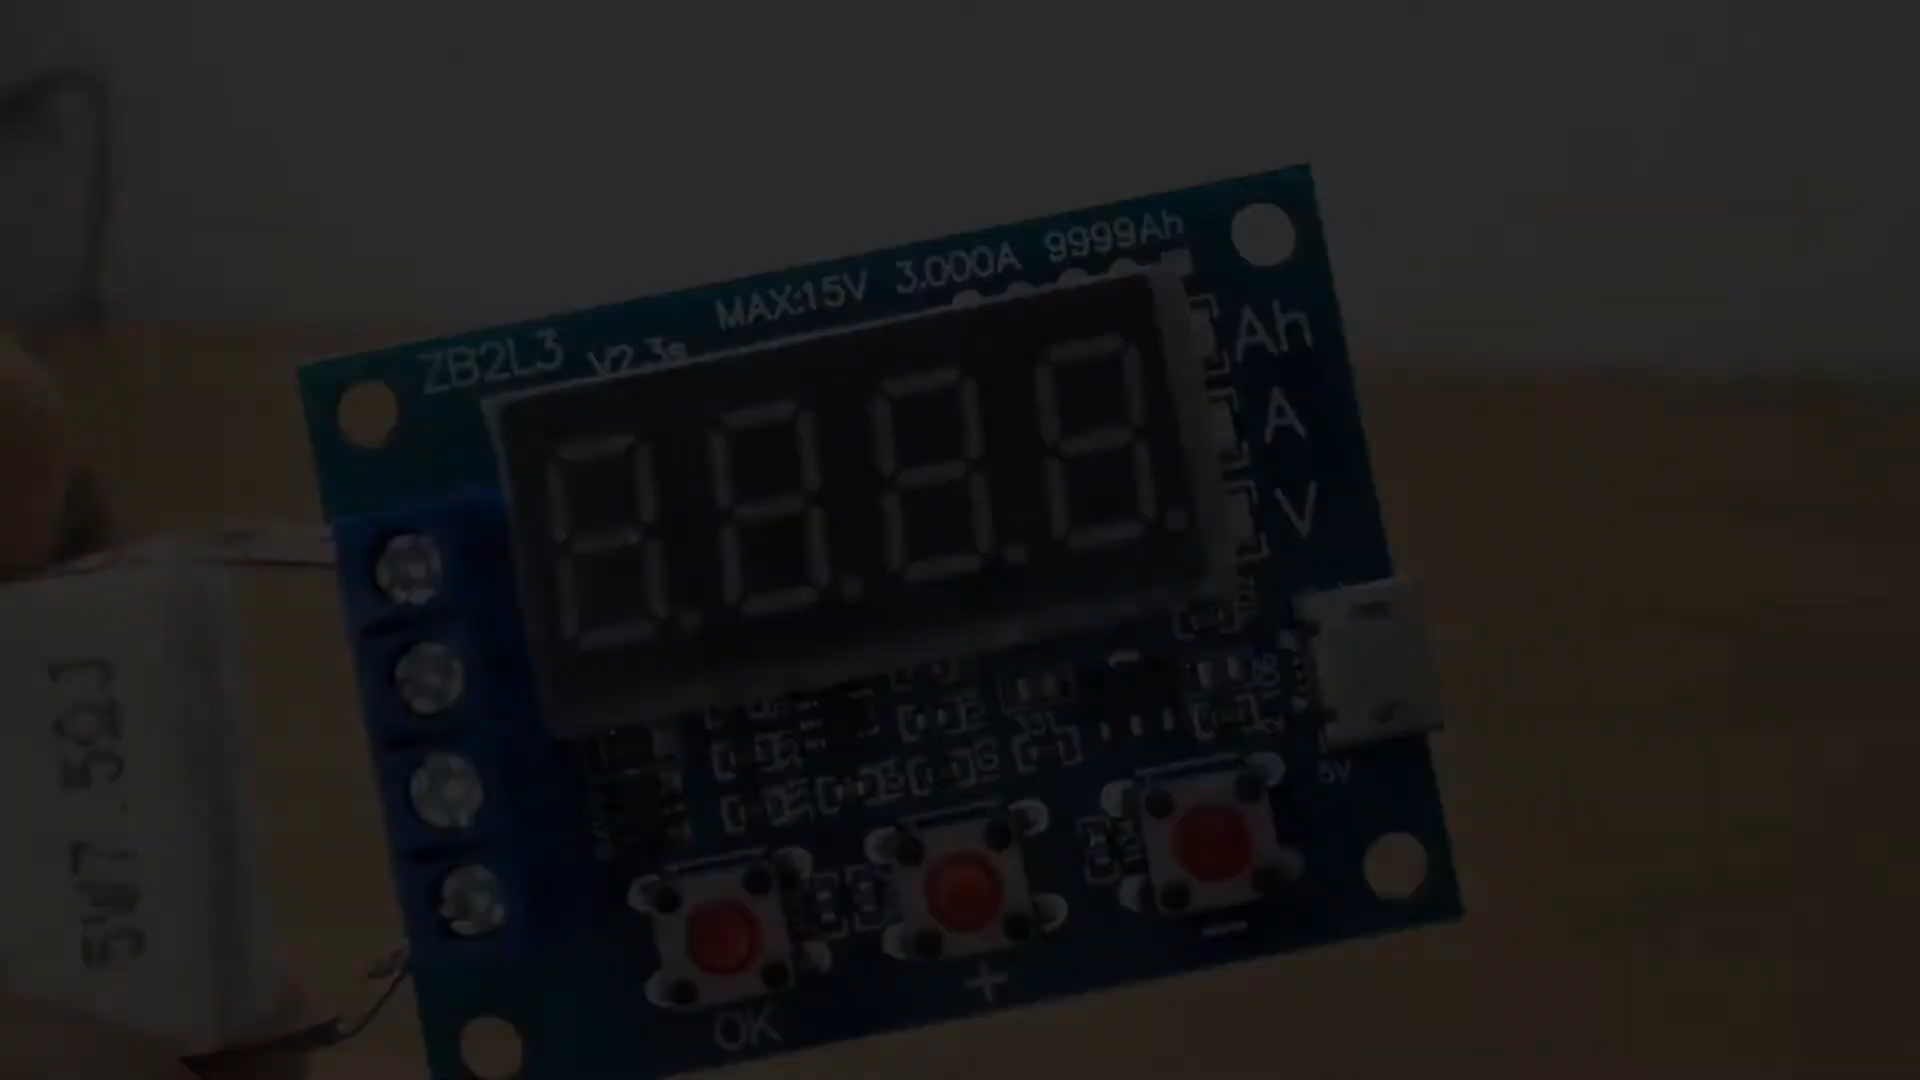 MAX:15V 3.000A 9999Ah
ZB2L3
Ah
A
V
5W7.5ΩJ
5V
OK
+
−